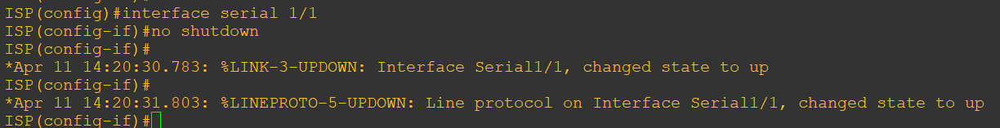 ISP(config)#interface serial 1/1
ISP(config-if)#no shutdown
ISP(config-if)#
*Apr 11 14:20:30.783: %LINK-3-UPDOWN: Interface Serial1/1, changed state to up
ISP(config-if)#
*Apr 11 14:20:31.803: %LINEPROTO-5-UPDOWN: Line protocol on Interface Serial1/1, changed state to up
ISP(config-if)#